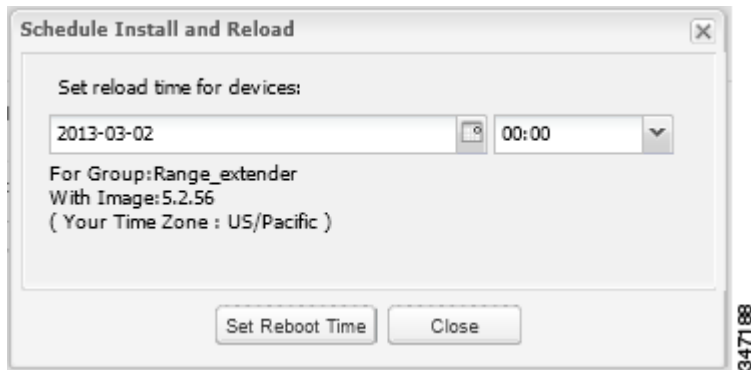 Schedule Install and Reload
Set reload time for devices:
2013-03-02
00:00
For Group:Range_extender
With Image:5.2.56
( Your Time Zone : US/Pacific )
Set Reboot Time
Close
347188